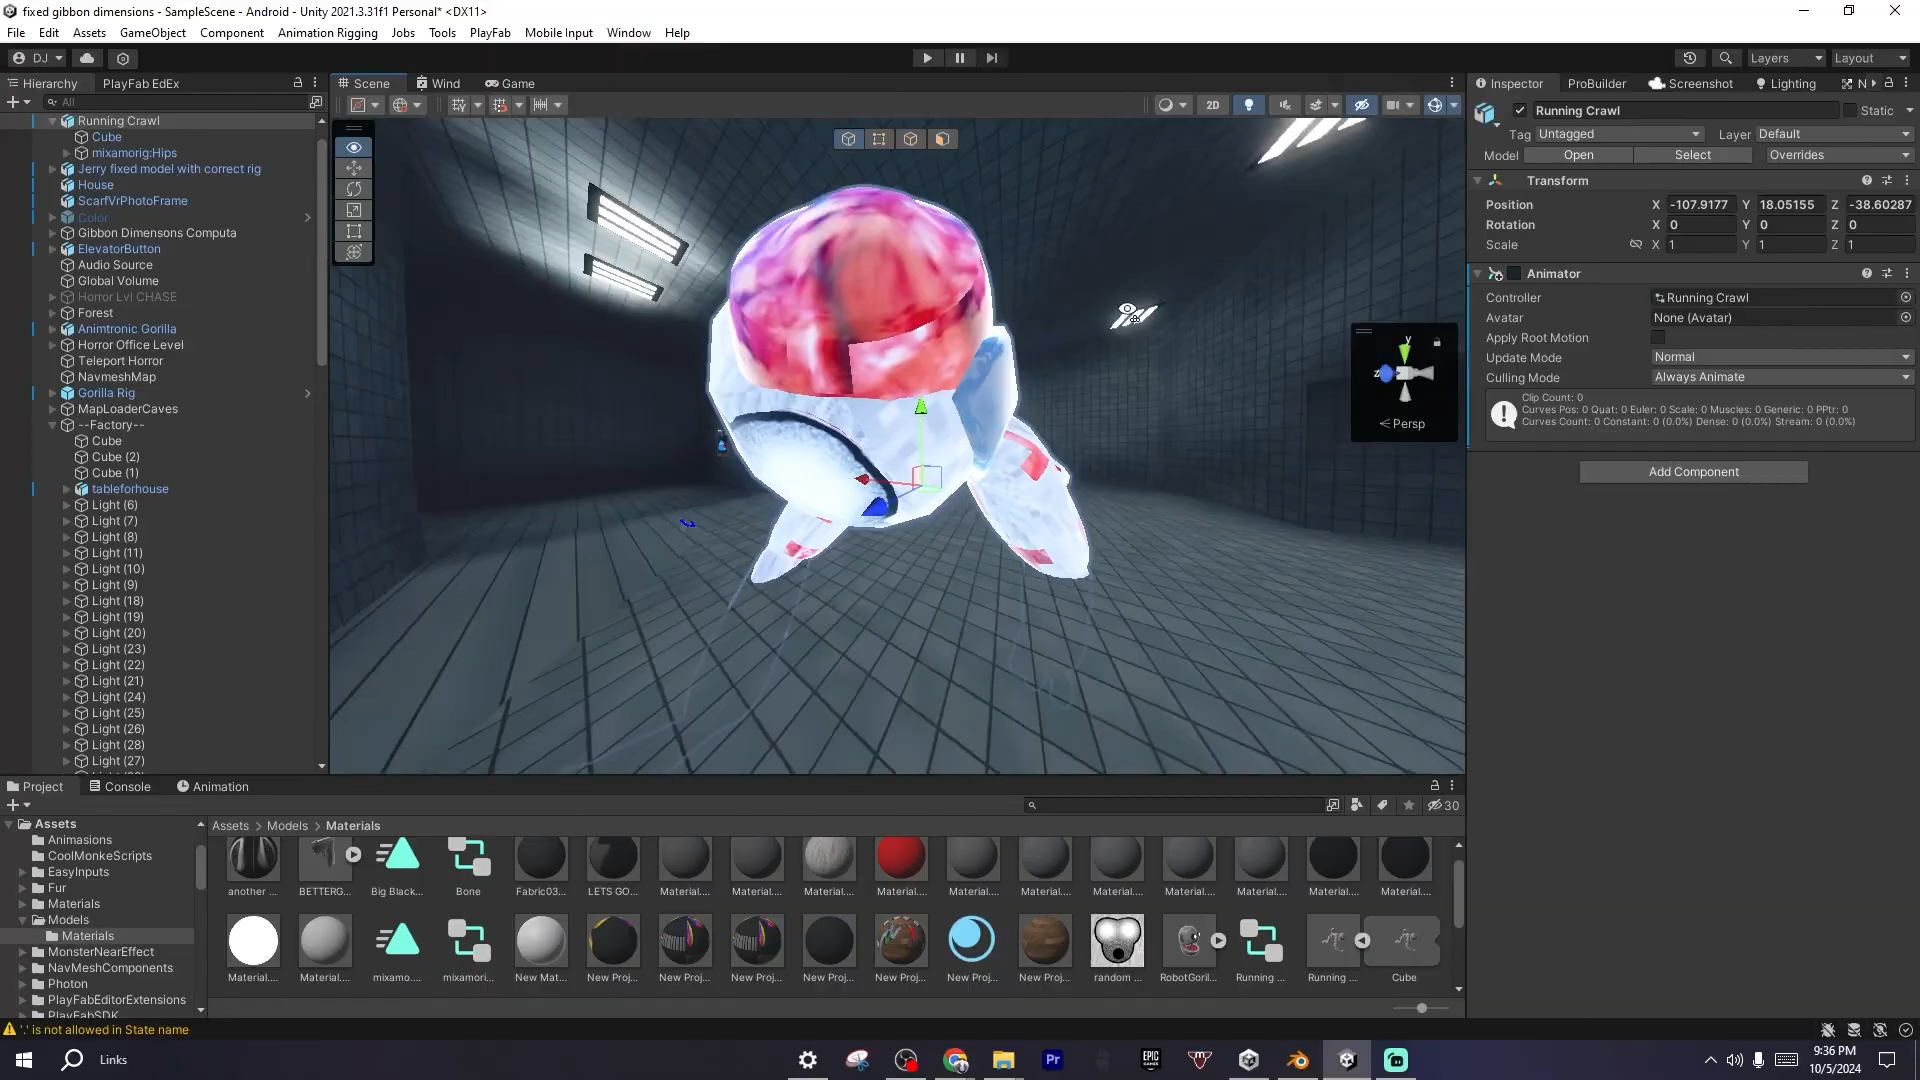 fixed gibbon dimensions - SampleScene - Android - Unity 2021.3.31f1 Personal* <DX11>
File Edit Assets GameObject Component Animation Rigging Jobs Tools PlayFab Mobile Input Window Help
DJ Layers Layout
Hierarchy PlayFab EdEx Scene Wind Game Inspector ProBuilder Screenshot Lighting N
All 2D
Running Crawl
Cube
mixamorig:Hips
Jerry fixed model with correct rig
House
ScarfVrPhotoFrame
Color
Gibbon Dimensons Computa
ElevatorButton
Audio Source
Global Volume
Horror Lvl CHASE
Forest
Animtronic Gorilla
Horror Office Level
Teleport Horror
NavmeshMap
Gorilla Rig
MapLoaderCaves
--Factory--
Cube
Cube (2)
Cube (1)
tableforhouse
Light (6)
Light (7)
Light (8)
Light (11)
Light (10)
Light (9)
Light (18)
Light (19)
Light (20)
Light (23)
Light (22)
Light (21)
Light (24)
Light (25)
Light (26)
Light (28)
Light (27)
y
z
Persp
Running Crawl Static
Tag Untagged Layer Default
Model Open Select Overrides
Transform
Position X -107.9177 Y 18.05155 Z -38.60287
Rotation X 0 Y 0 Z 0
Scale X 1 Y 1 Z 1
Animator
Controller Running Crawl
Avatar None (Avatar)
Apply Root Motion
Update Mode Normal
Culling Mode Always Animate
Clip Count: 0
Curves Pos: 0 Quat: 0 Euler: 0 Scale: 0 Muscles: 0 Generic: 0 PPtr: 0
Curves Count: 0 Constant: 0 (0.0%) Dense: 0 (0.0%) Stream: 0 (0.0%)
Add Component
Project Console Animation
30
Assets
Animasions
CoolMonkeScripts
EasyInputs
Fur
Materials
Models
Materials
MonsterNearEffect
NavMeshComponents
Photon
PlayFabEditorExtensions
PlayFabSDK
Assets > Models > Materials
another ... BETTERG... Big Black... Bone Fabric03... LETS GO... Material.... Material.... Material.... Material.... Material.... Material.... Material.... Material.... Material.... Material.... Material....
Material.... Material.... mixamo.... mixamori... New Mat... New Proj... New Proj... New Proj... New Proj... New Proj... New Proj... New Proj... random ... RobotGoril... Running ... Running ... Cube
'.' is not allowed in State name
Links Pr EPIC GAMES 9:36 PM
10/5/2024